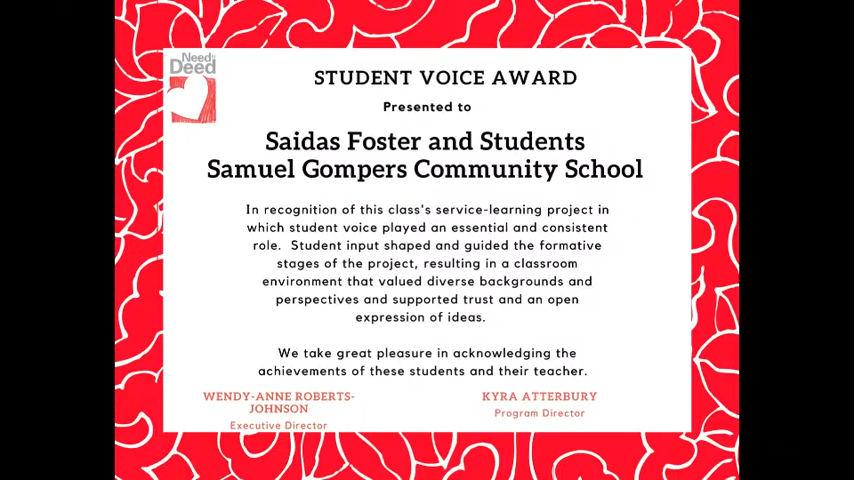 Need in
Deed
STUDENT VOICE AWARD
Presented to
Saidas Foster and Students
Samuel Gompers Community School
In recognition of this class's service-learning project in
which student voice played an essential and consistent
role. Student input shaped and guided the formative
stages of the project, resulting in a classroom
environment that valued diverse backgrounds and
perspectives and supported trust and an open
expression of ideas.
We take great pleasure in acknowledging the
achievements of these students and their teacher.
WENDY-ANNE ROBERTS-
JOHNSON
Executive Director
KYRA ATTERBURY
Program Director